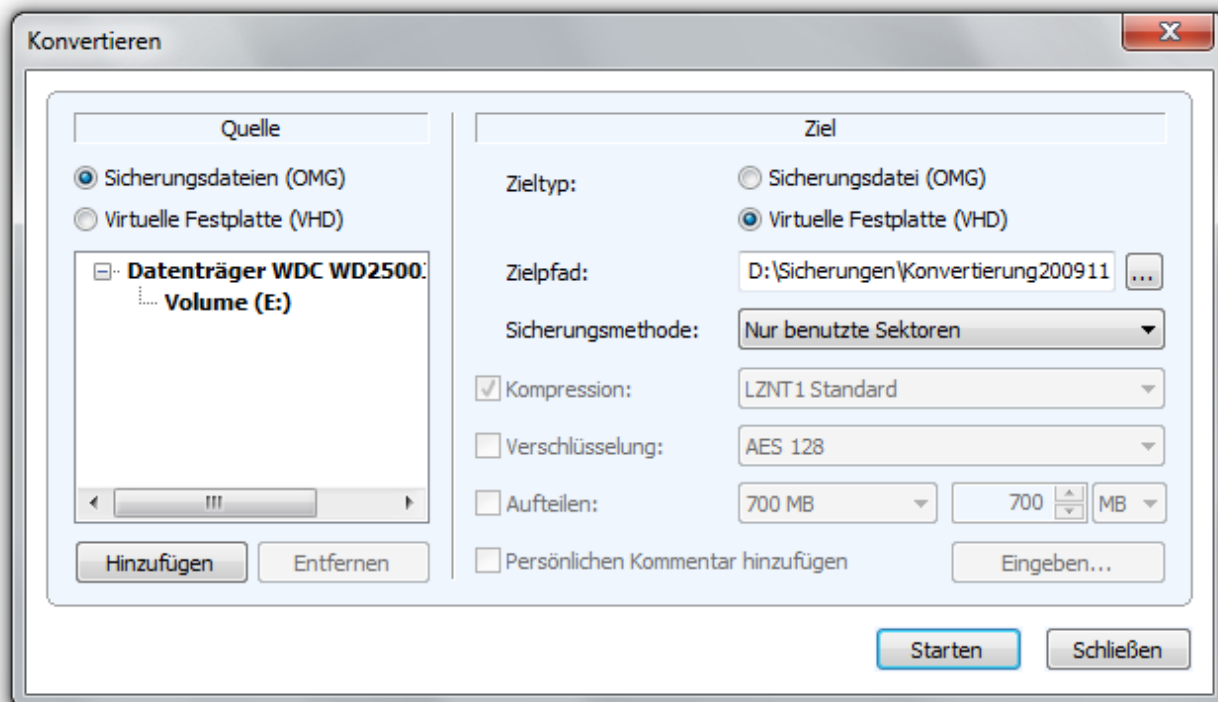 Konvertieren
Quelle
Sicherungsdateien (OMG)
Virtuelle Festplatte (VHD)
Datenträger WDC WD2500
Volume (E:)
Hinzufügen
Entfernen
Ziel
Zieltyp:
Sicherungsdatei (OMG)
Virtuelle Festplatte (VHD)
Zielpfad:
D:\Sicherungen\Konvertierung200911
...
Sicherungsmethode:
Nur benutzte Sektoren
Kompression:
LZNT1 Standard
Verschlüsselung:
AES 128
Aufteilen:
700 MB
700
MB
Persönlichen Kommentar hinzufügen
Eingeben...
Starten
Schließen